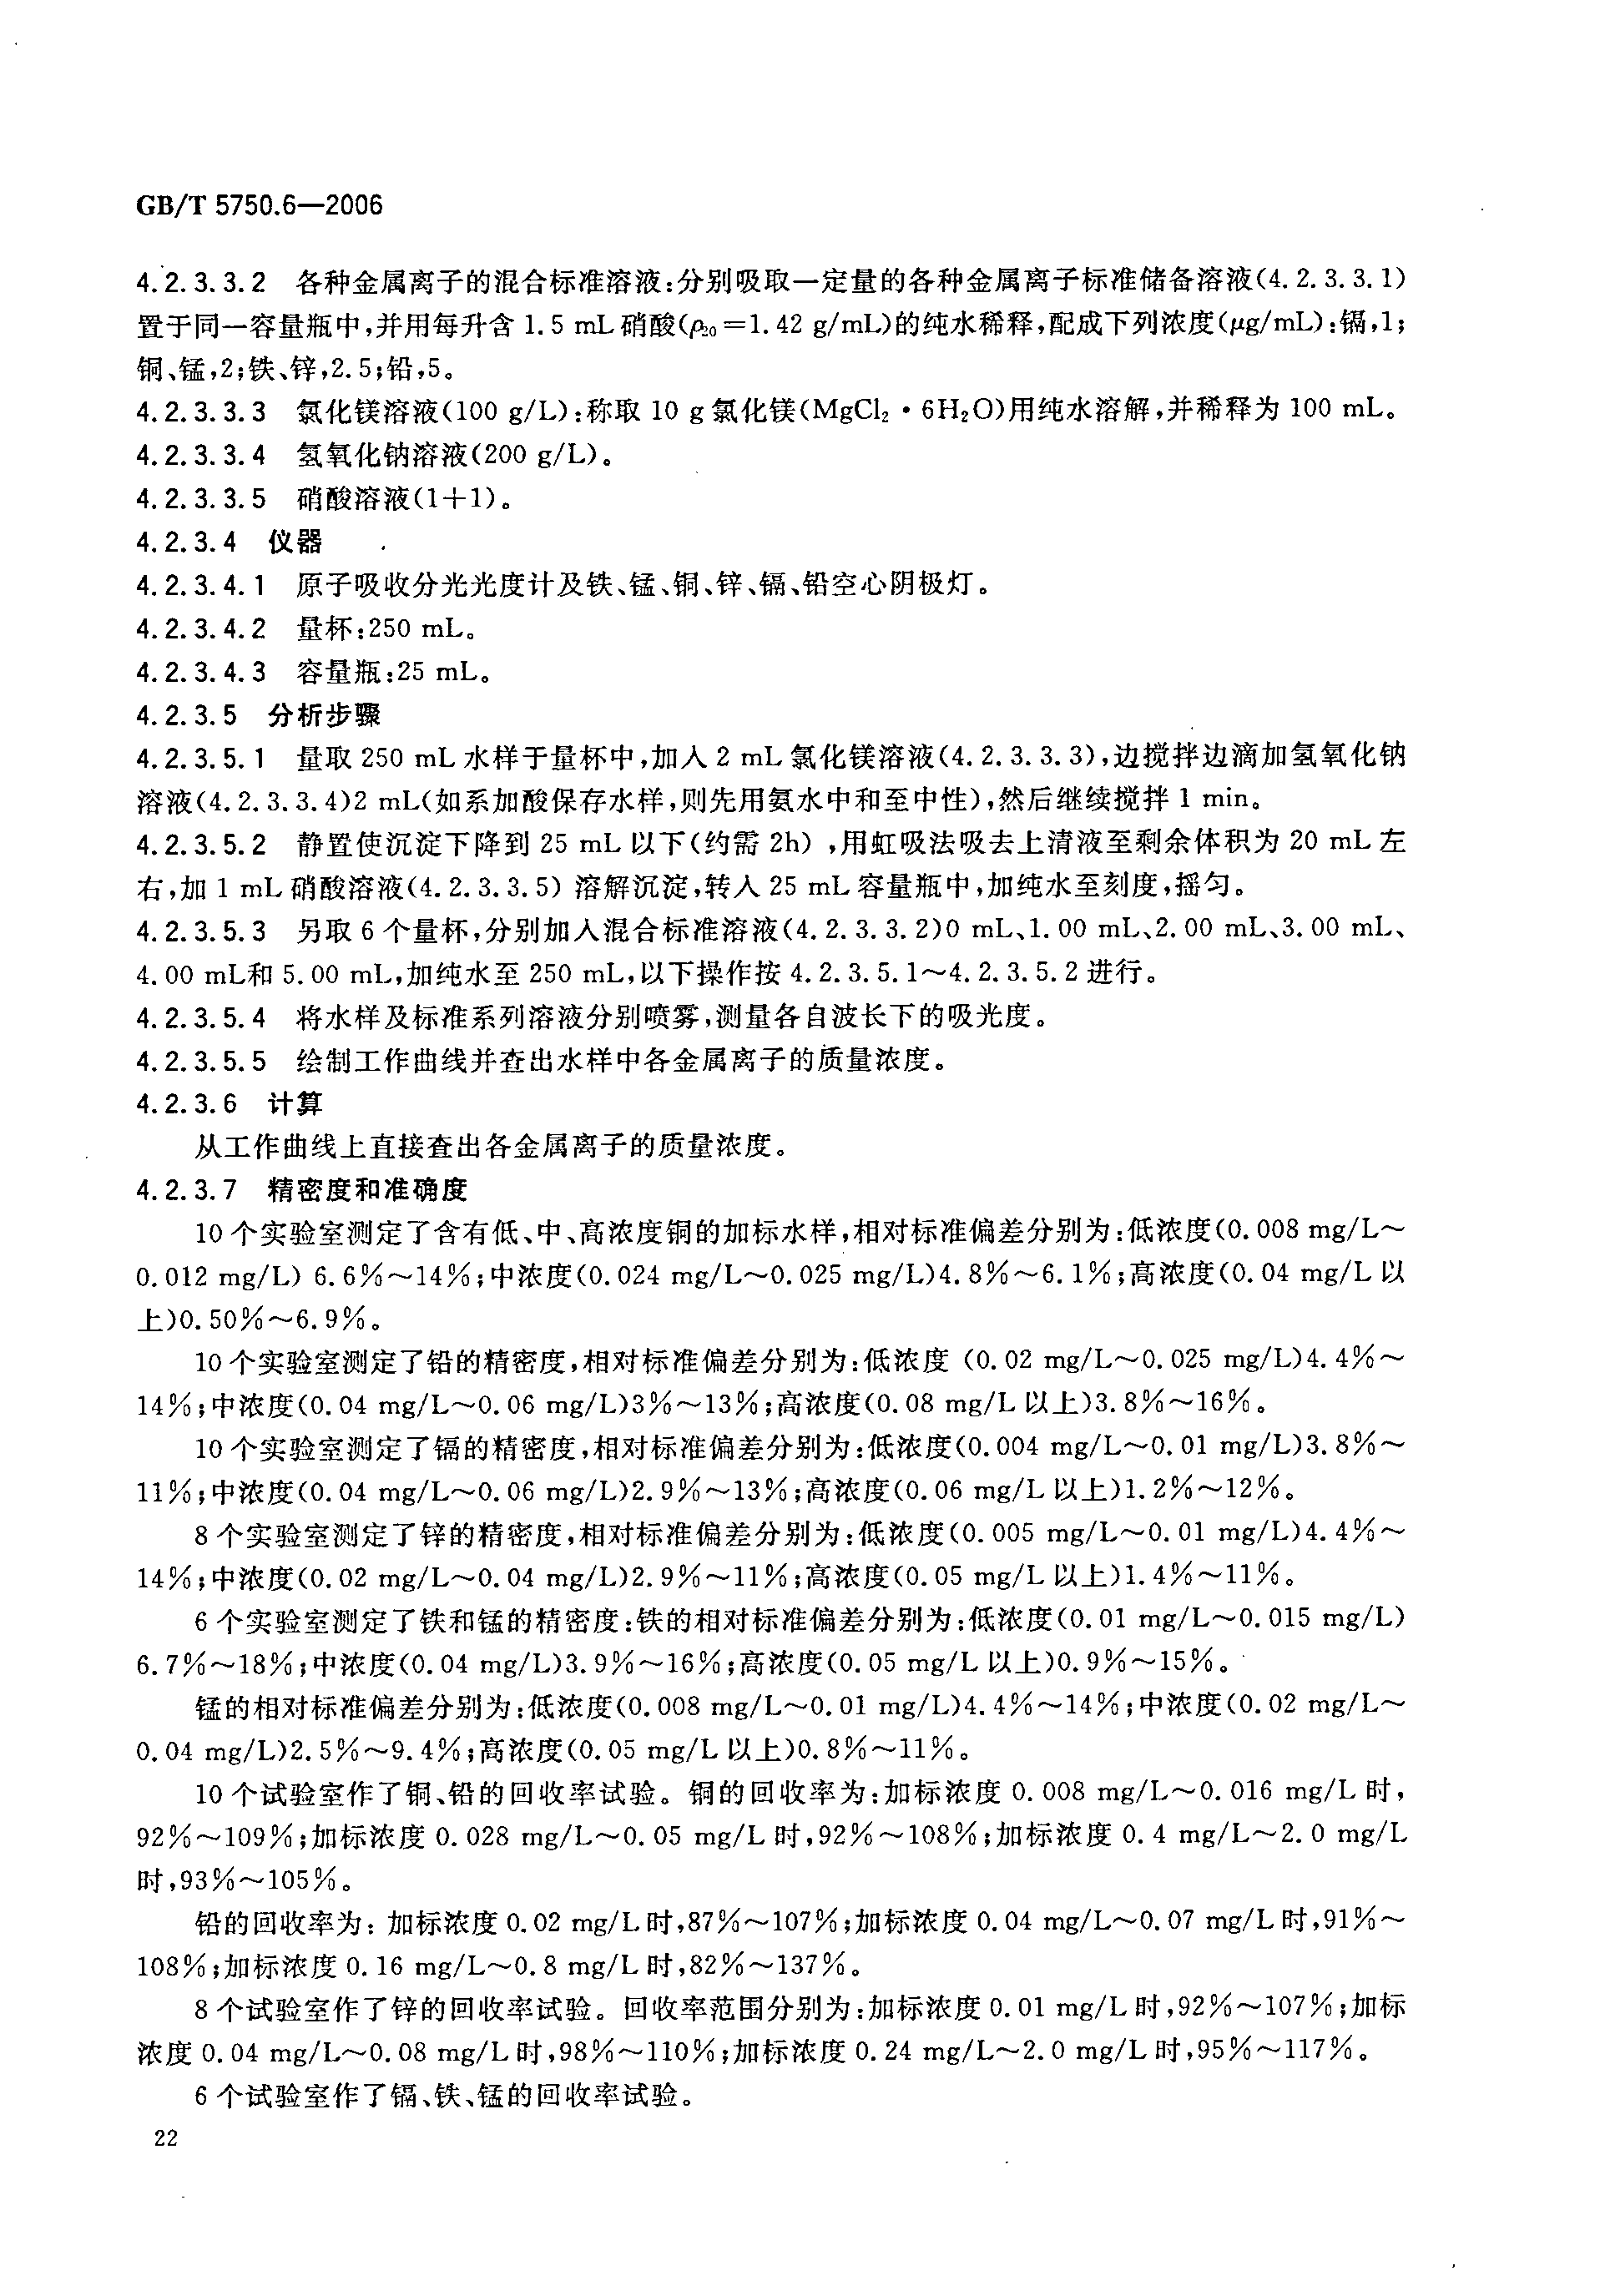 GB/T 5750.6—2006
4.2.3.3.2 各种金属离子的混合标准溶液:分别吸取一定量的各种金属离子标准储备溶液(4.2.3.3.1)
置于同一容量瓶中,并用每升含 1.5 mL 硝酸(ρ₂₀=1.42 g/mL)的纯水稀释,配成下列浓度(μg/mL):镉,1;
铜、锰,2;铁、锌,2.5;铅,5。
4.2.3.3.3 氯化镁溶液(100 g/L):称取 10 g 氯化镁(MgCl₂·6H₂O)用纯水溶解,并稀释为 100 mL。
4.2.3.3.4 氢氧化钠溶液(200 g/L)。
4.2.3.3.5 硝酸溶液(1+1)。
4.2.3.4 仪器
4.2.3.4.1 原子吸收分光光度计及铁、锰、铜、锌、镉、铅空心阴极灯。
4.2.3.4.2 量杯:250 mL。
4.2.3.4.3 容量瓶:25 mL。
4.2.3.5 分析步骤
4.2.3.5.1 量取 250 mL 水样于量杯中,加入 2 mL 氯化镁溶液(4.2.3.3.3),边搅拌边滴加氢氧化钠
溶液(4.2.3.3.4)2 mL(如系加酸保存水样,则先用氨水中和至中性),然后继续搅拌 1 min。
4.2.3.5.2 静置使沉淀下降到 25 mL 以下(约需 2h),用虹吸法吸去上清液至剩余体积为 20 mL 左
右,加 1 mL 硝酸溶液(4.2.3.3.5) 溶解沉淀,转入 25 mL 容量瓶中,加纯水至刻度,摇匀。
4.2.3.5.3 另取 6 个量杯,分别加入混合标准溶液(4.2.3.3.2)0 mL、1.00 mL、2.00 mL、3.00 mL、
4.00 mL和 5.00 mL,加纯水至 250 mL,以下操作按 4.2.3.5.1～4.2.3.5.2 进行。
4.2.3.5.4 将水样及标准系列溶液分别喷雾,测量各自波长下的吸光度。
4.2.3.5.5 绘制工作曲线并查出水样中各金属离子的质量浓度。
4.2.3.6 计算
从工作曲线上直接查出各金属离子的质量浓度。
4.2.3.7 精密度和准确度
10 个实验室测定了含有低、中、高浓度铜的加标水样,相对标准偏差分别为:低浓度(0.008 mg/L～
0.012 mg/L) 6.6%～14%;中浓度(0.024 mg/L～0.025 mg/L)4.8%～6.1%;高浓度(0.04 mg/L 以
上)0.50%～6.9%。
10 个实验室测定了铅的精密度,相对标准偏差分别为:低浓度 (0.02 mg/L～0.025 mg/L)4.4%～
14%;中浓度(0.04 mg/L～0.06 mg/L)3%～13%;高浓度(0.08 mg/L 以上)3.8%～16%。
10 个实验室测定了镉的精密度,相对标准偏差分别为:低浓度(0.004 mg/L～0.01 mg/L)3.8%～
11%;中浓度(0.04 mg/L～0.06 mg/L)2.9%～13%;高浓度(0.06 mg/L 以上)1.2%～12%。
8 个实验室测定了锌的精密度,相对标准偏差分别为:低浓度(0.005 mg/L～0.01 mg/L)4.4%～
14%;中浓度(0.02 mg/L～0.04 mg/L)2.9%～11%;高浓度(0.05 mg/L 以上)1.4%～11%。
6 个实验室测定了铁和锰的精密度:铁的相对标准偏差分别为:低浓度(0.01 mg/L～0.015 mg/L)
6.7%～18%;中浓度(0.04 mg/L)3.9%～16%;高浓度(0.05 mg/L 以上)0.9%～15%。
锰的相对标准偏差分别为:低浓度(0.008 mg/L～0.01 mg/L)4.4%～14%;中浓度(0.02 mg/L～
0.04 mg/L)2.5%～9.4%;高浓度(0.05 mg/L 以上)0.8%～11%。
10 个试验室作了铜、铅的回收率试验。铜的回收率为:加标浓度 0.008 mg/L～0.016 mg/L 时,
92%～109%;加标浓度 0.028 mg/L～0.05 mg/L 时,92%～108%;加标浓度 0.4 mg/L～2.0 mg/L
时,93%～105%。
铅的回收率为: 加标浓度 0.02 mg/L 时,87%～107%;加标浓度 0.04 mg/L～0.07 mg/L 时,91%～
108%;加标浓度 0.16 mg/L～0.8 mg/L 时,82%～137%。
8 个试验室作了锌的回收率试验。回收率范围分别为:加标浓度 0.01 mg/L 时,92%～107%;加标
浓度 0.04 mg/L～0.08 mg/L 时,98%～110%;加标浓度 0.24 mg/L～2.0 mg/L 时,95%～117%。
6 个试验室作了镉、铁、锰的回收率试验。
22